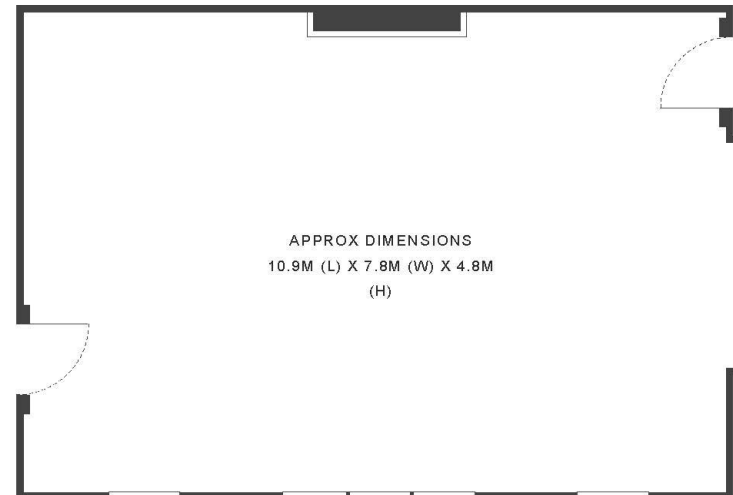 APPROX DIMENSIONS
10.9M (L) X 7.8M (W) X 4.8M
(H)